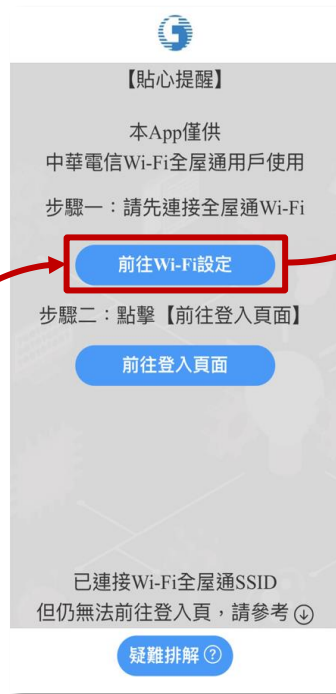 【貼心提醒】
本App僅供
中華電信Wi-Fi全屋通用戶使用
步驟一：請先連接全屋通Wi-Fi
前往Wi-Fi設定
步驟二：點擊【前往登入頁面】
前往登入頁面
已連接Wi-Fi全屋通SSID
但仍無法前往登入頁，請參考
疑難排解?